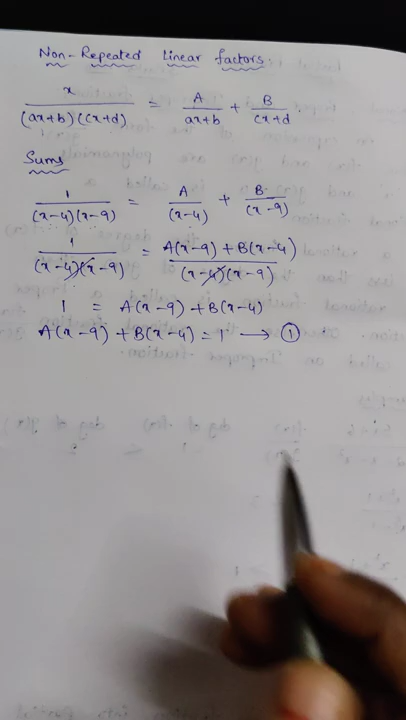 Non-Repeated Linear factors:
x/((ax+b)(cx+d)) = A/(ax+b) + B/(cx+d).
Sums
1/((x-4)(x-9)) = A/(x-4) + B/(x-9)
1/((x-4)(x-9)) = (A(x-9) + B(x-4))/((x-4)(x-9))
1 = A(x-9) + B(x-4)
A(x-9) + B(x-4) = 1 → ①